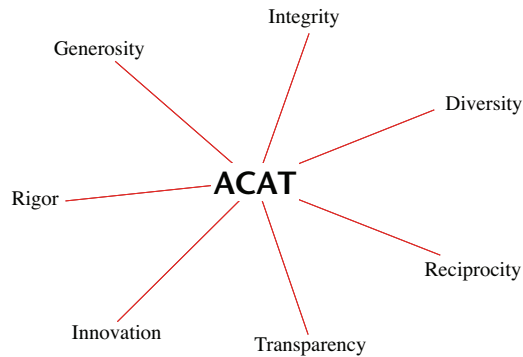 Integrity
Generosity
Diversity
ACAT
Rigor
Reciprocity
Innovation
Transparency